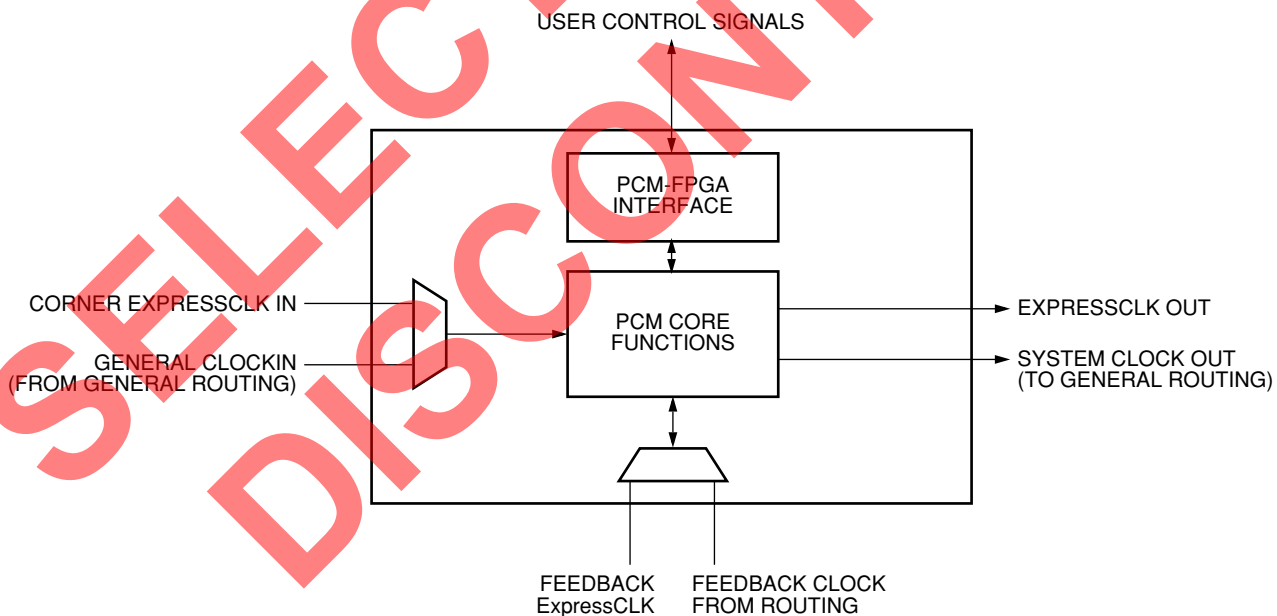 USER CONTROL SIGNALS
PCM-FPGA
INTERFACE
CORNER EXPRESSCLK IN
PCM CORE
FUNCTIONS
EXPRESSCLK OUT
GENERAL CLOCKIN
(FROM GENERAL ROUTING)
SYSTEM CLOCK OUT
(TO GENERAL ROUTING)
FEEDBACK
ExpressCLK
FEEDBACK CLOCK
FROM ROUTING
SELECT
DISCONT